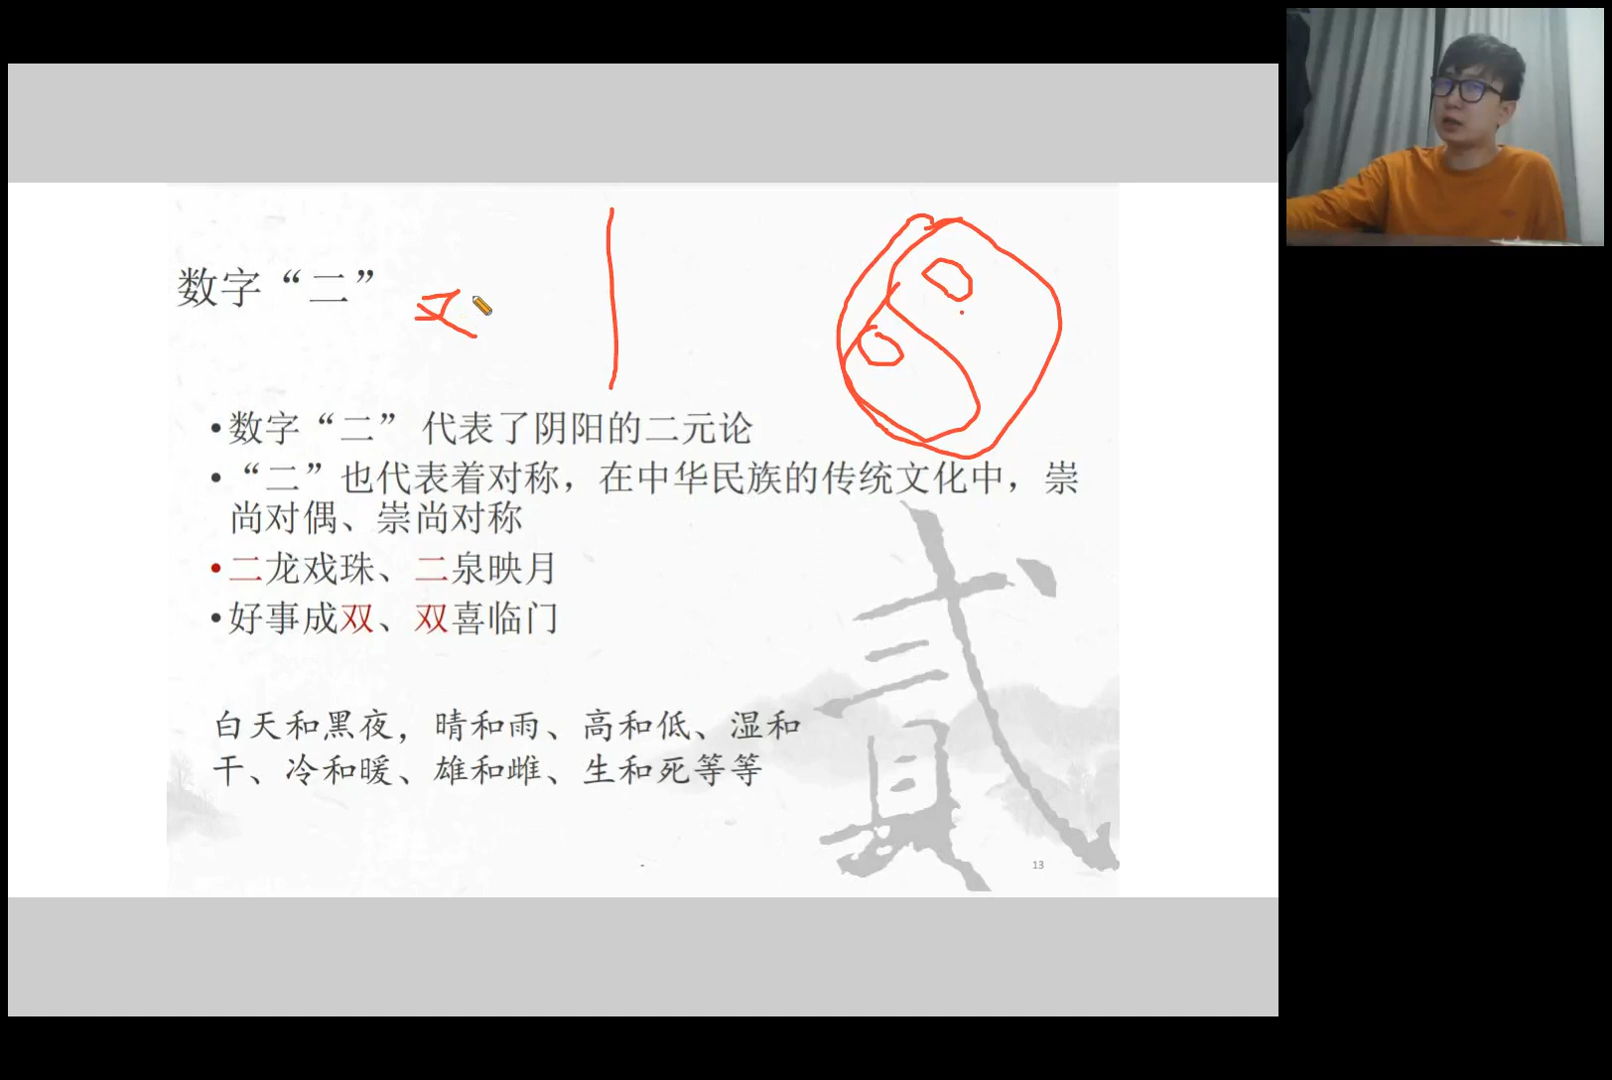 数字“二”
•数字“二” 代表了阴阳的二元论
•“二”也代表着对称，在中华民族的传统文化中，崇
尚对偶、崇尚对称
•二龙戏珠、二泉映月
•好事成双、双喜临门
白天和黑夜，晴和雨、高和低、湿和
干、冷和暖、雄和雌、生和死等等
贰
13